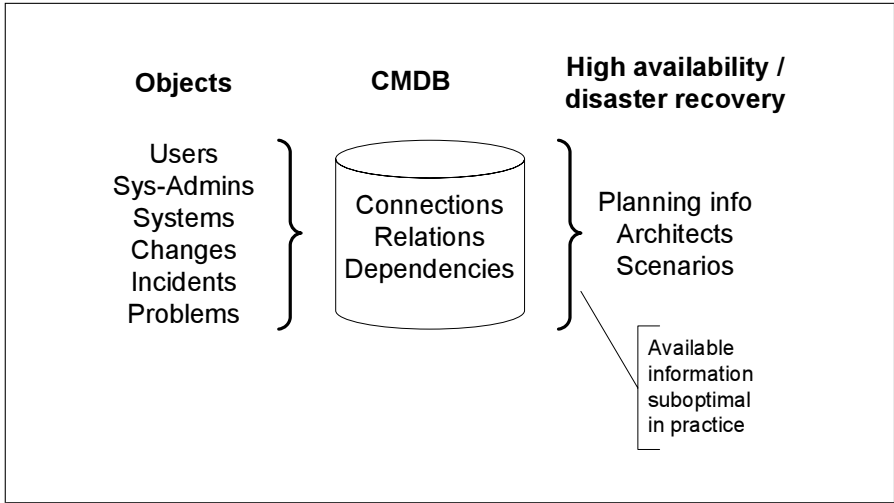 Objects
Users
Sys-Admins
Systems
Changes
Incidents
Problems
CMDB
Connections
Relations
Dependencies
High availability /
disaster recovery
Planning info
Architects
Scenarios
Available
information
suboptimal
in practice